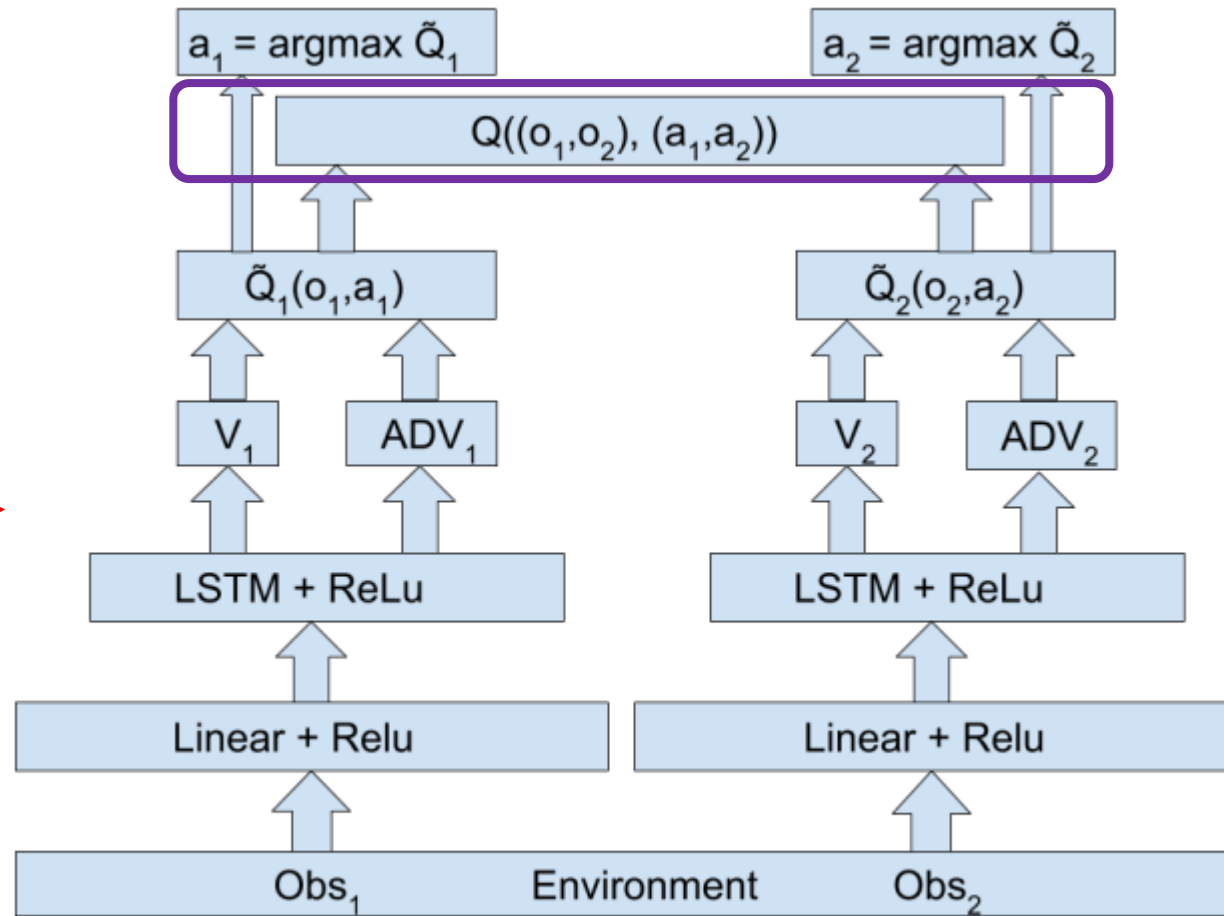 a₁ = argmax Q̃₁ a₂ = argmax Q̃₂
Q((o₁,o₂), (a₁,a₂))
Q̃₁(o₁,a₁) Q̃₂(o₂,a₂)
V₁ ADV₁ V₂ ADV₂
LSTM + ReLu LSTM + ReLu
Linear + Relu Linear + Relu
Obs₁ Environment Obs₂